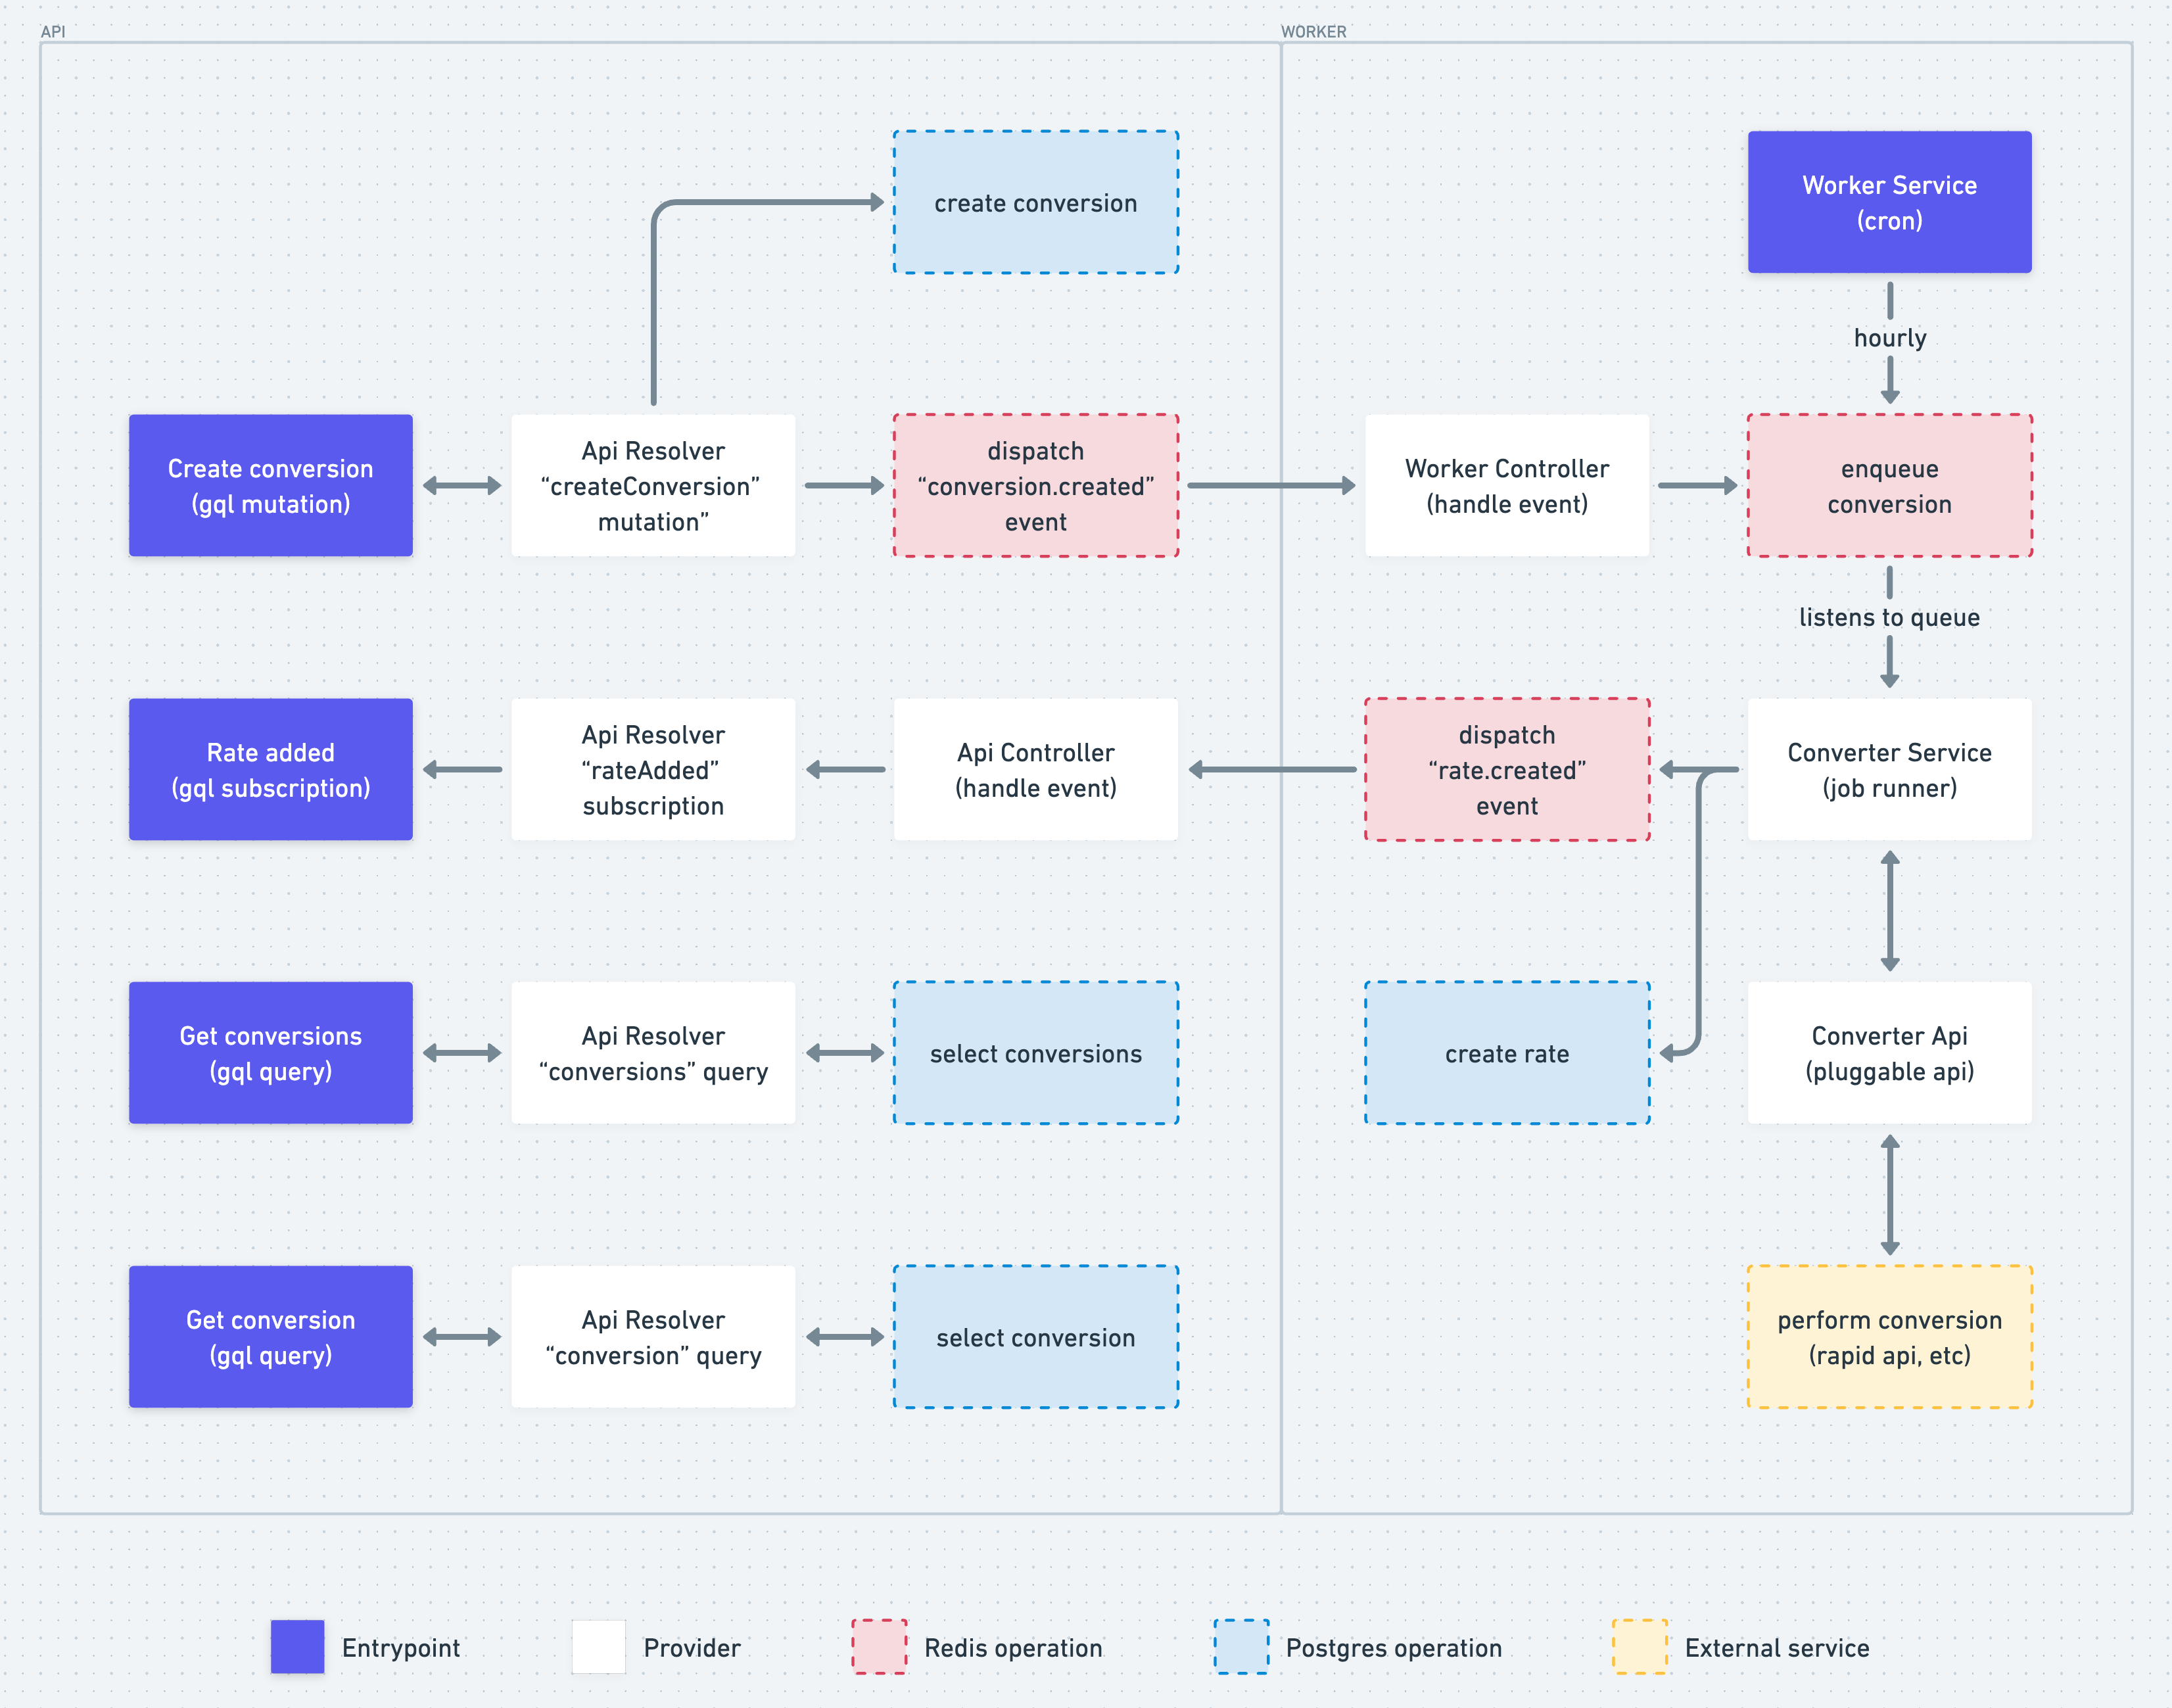 API
WORKER
create conversion
Worker Service
(cron)
hourly
Create conversion
(gql mutation)
Api Resolver
“createConversion”
mutation”
dispatch
“conversion.created”
event
Worker Controller
(handle event)
enqueue
conversion
listens to queue
Rate added
(gql subscription)
Api Resolver
“rateAdded”
subscription
Api Controller
(handle event)
dispatch
“rate.created”
event
Converter Service
(job runner)
Get conversions
(gql query)
Api Resolver
“conversions” query
select conversions
create rate
Converter Api
(pluggable api)
Get conversion
(gql query)
Api Resolver
“conversion” query
select conversion
perform conversion
(rapid api, etc)
Entrypoint
Provider
Redis operation
Postgres operation
External service